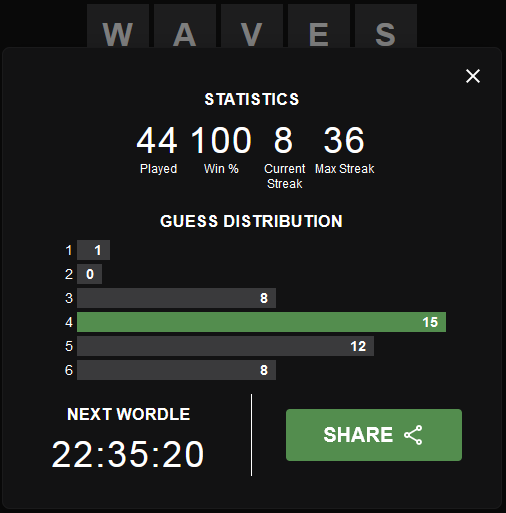 W A V E S
STATISTICS
44 100 8 36
Played Win % Current Streak Max Streak
GUESS DISTRIBUTION
1 1
2 0
3 8
4 15
5 12
6 8
NEXT WORDLE
22:35:20
SHARE